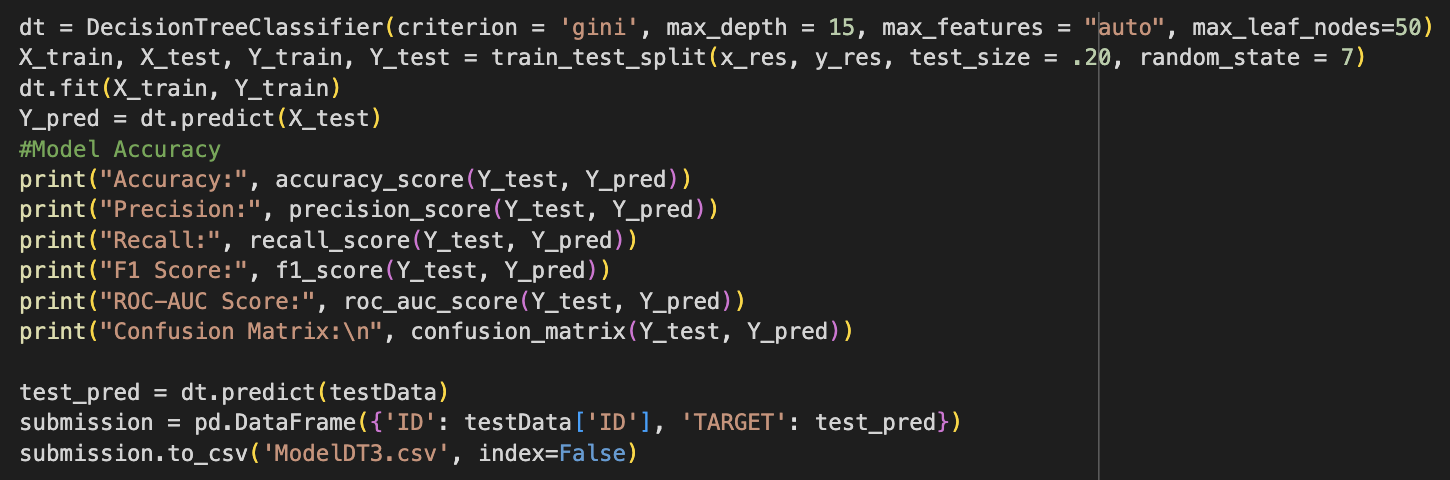 dt = DecisionTreeClassifier(criterion = 'gini', max_depth = 15, max_features = "auto", max_leaf_nodes=50)
X_train, X_test, Y_train, Y_test = train_test_split(x_res, y_res, test_size = .20, random_state = 7)
dt.fit(X_train, Y_train)
Y_pred = dt.predict(X_test)
#Model Accuracy
print("Accuracy:", accuracy_score(Y_test, Y_pred))
print("Precision:", precision_score(Y_test, Y_pred))
print("Recall:", recall_score(Y_test, Y_pred))
print("F1 Score:", f1_score(Y_test, Y_pred))
print("ROC-AUC Score:", roc_auc_score(Y_test, Y_pred))
print("Confusion Matrix:\n", confusion_matrix(Y_test, Y_pred))

test_pred = dt.predict(testData)
submission = pd.DataFrame({'ID': testData['ID'], 'TARGET': test_pred})
submission.to_csv('ModelDT3.csv', index=False)